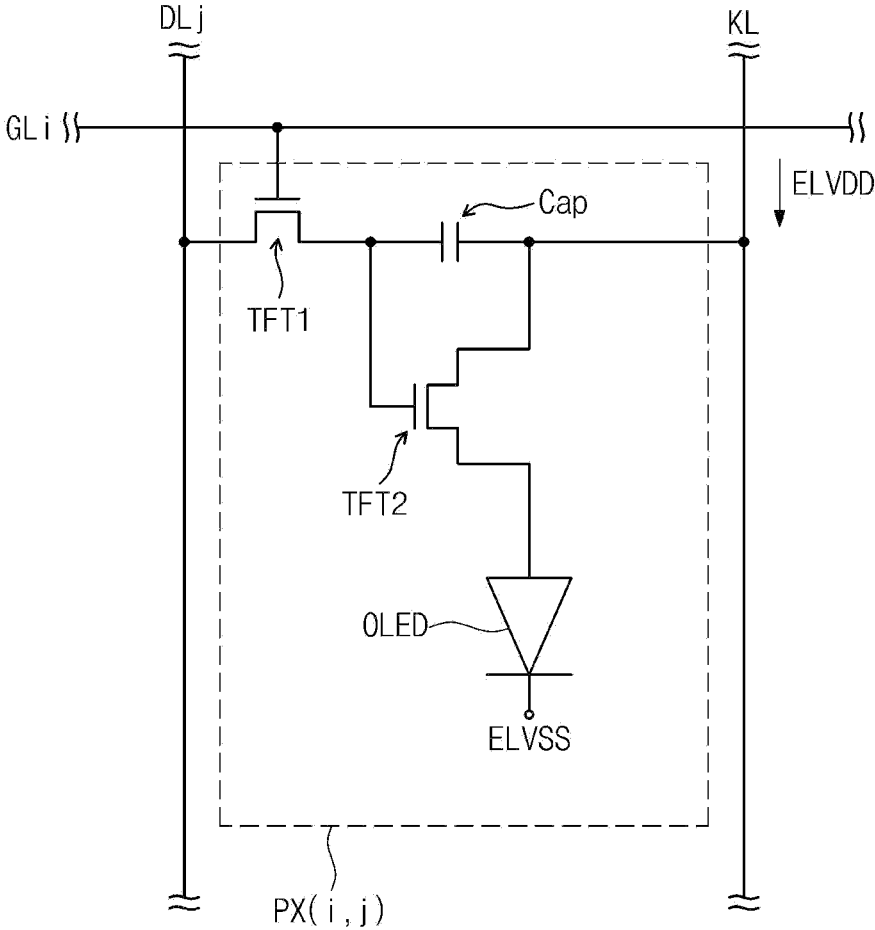 DLj
KL
GLi
ELVDD
Cap
TFT1
TFT2
OLED
ELVSS
PX(i,j)